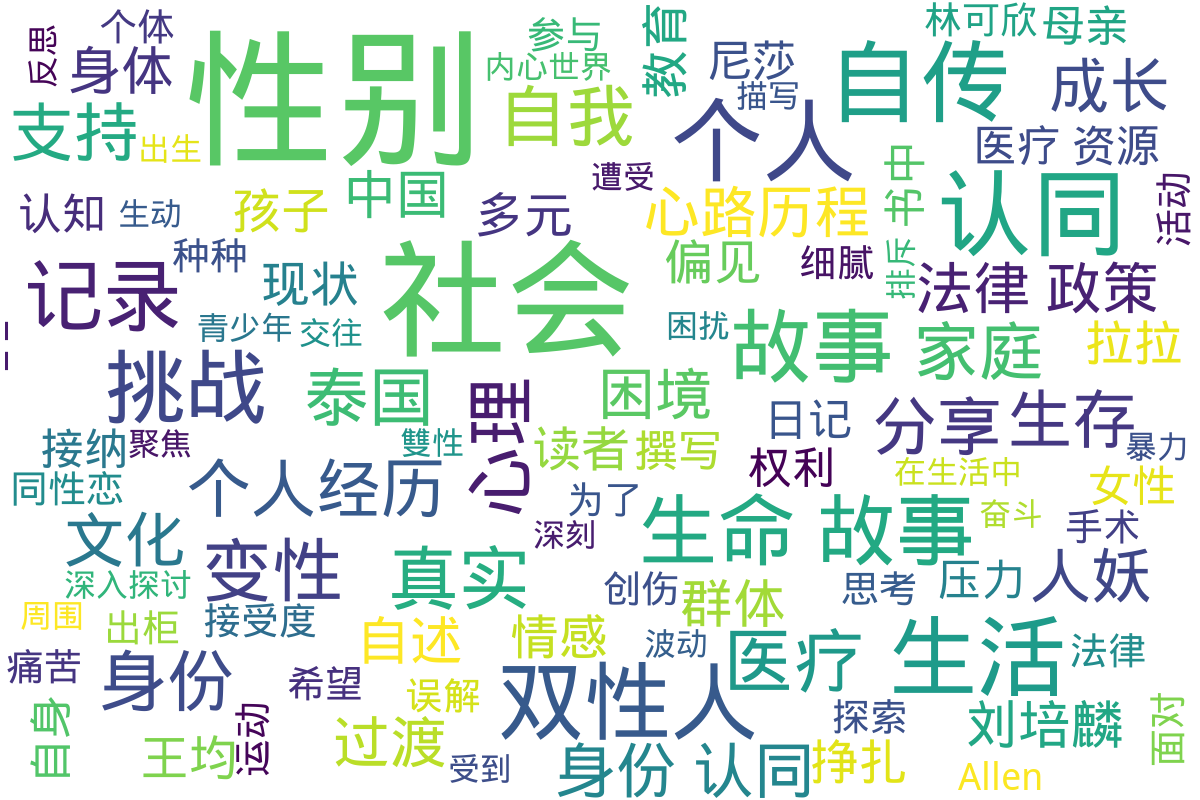 个体
反思
身体
支持
出生
性别
参与
内心世界
自我
教育
尼莎
描写
个人
自传
林可欣
母亲
成长
医疗 资源
认知
生动
孩子
中国
多元
遭受
心路历程
书中
认同
活动
种种
现状
社会
偏见
细腻
排斥
法律 政策
记录
青少年
交往
困扰
故事
家庭
拉拉
挑战
泰国
心理
困境
日记
分享
生存
接纳
聚焦
雙性
读者
撰写
权利
在生活中
暴力
女性
同性恋
个人经历
为了
生命 故事
奋斗
手术
文化
变性
真实
深刻
深入探讨
创伤
群体
思考
压力
人妖
周围
出柜
接受度
自述
情感
波动
医疗
生活
法律
痛苦
身份
希望
误解
双性人
探索
刘培麟
面对
自身
王均
运动
过渡
受到
身份 认同
挣扎
Allen